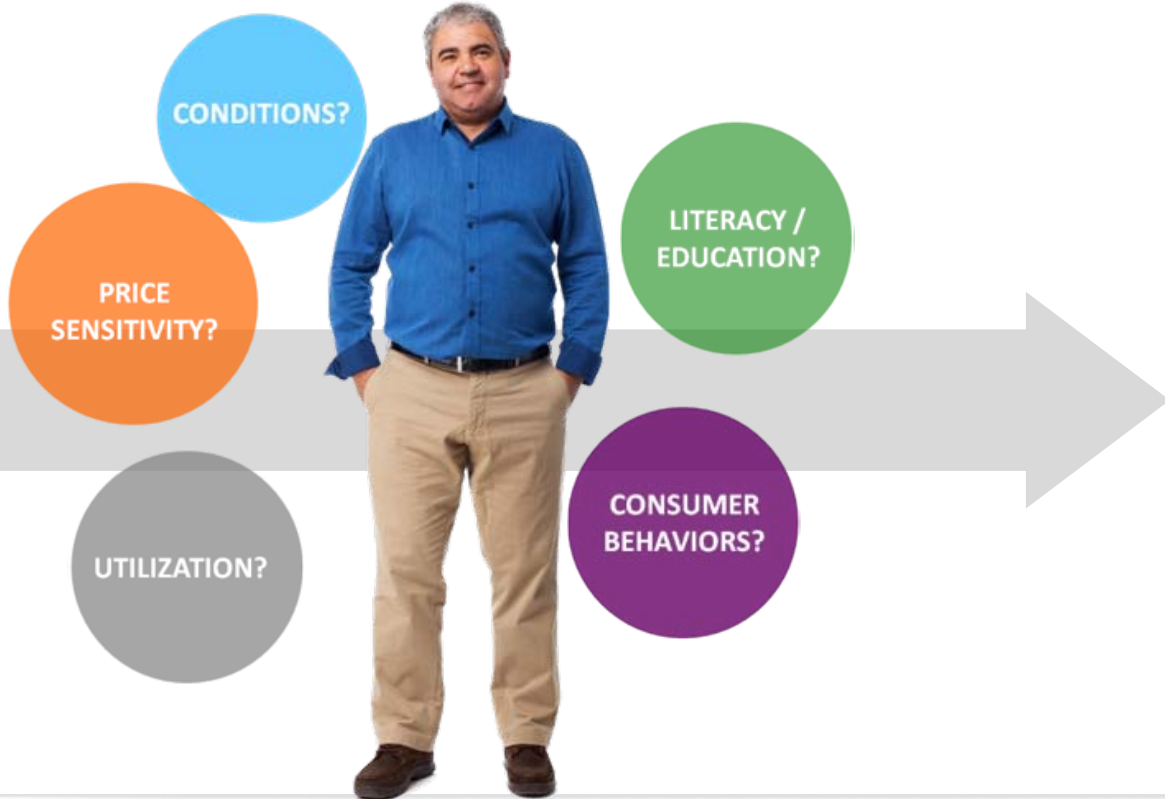 CONDITIONS?
LITERACY /
EDUCATION?
PRICE
SENSITIVITY?
CONSUMER
BEHAVIORS?
UTILIZATION?